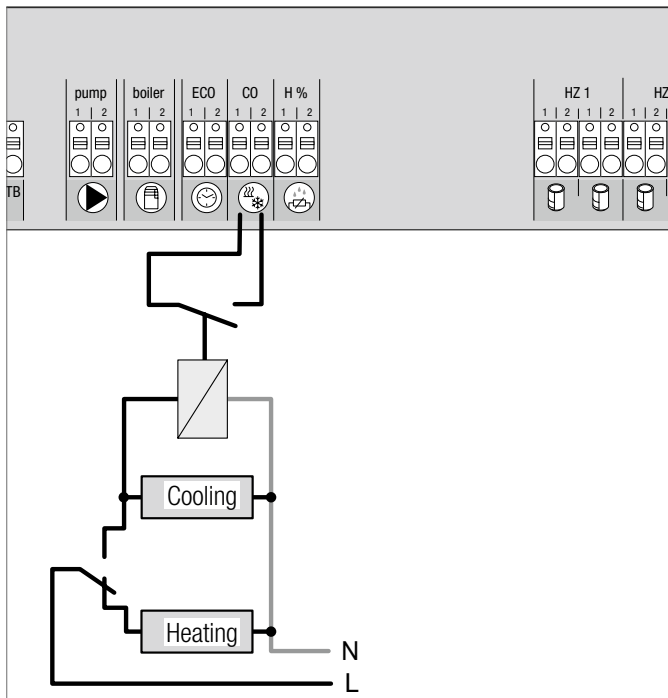 pump boiler ECO CO H % HZ 1 HZ
1 2 1 2 1 2 1 2 1 2 1 2 1 2 1
TB
Cooling
Heating
N
L